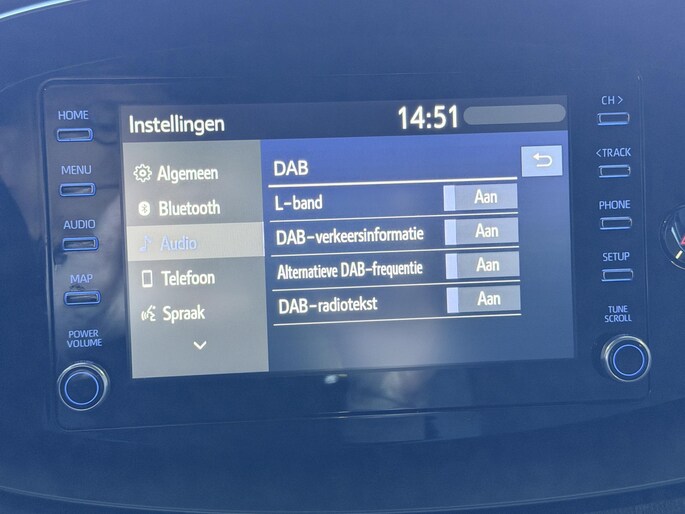 HOME
MENU
AUDIO
MAP
POWER
VOLUME
Instellingen
14:51
Algemeen
Bluetooth
Audio
Telefoon
Spraak
DAB
L-band Aan
DAB-verkeersinformatie Aan
Alternatieve DAB-frequentie Aan
DAB-radiotekst Aan
CH >
<TRACK
PHONE
SETUP
TUNE
SCROLL